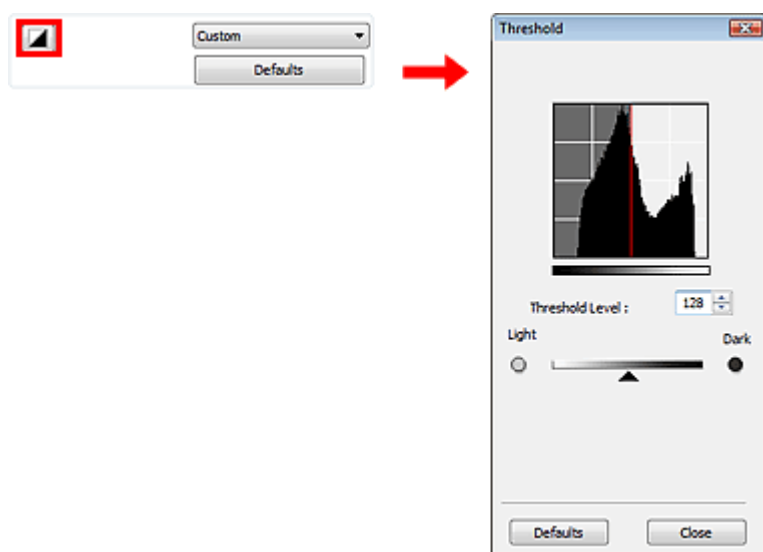 Custom
Defaults
Threshold
Threshold Level :
128
Light
Dark
Defaults
Close